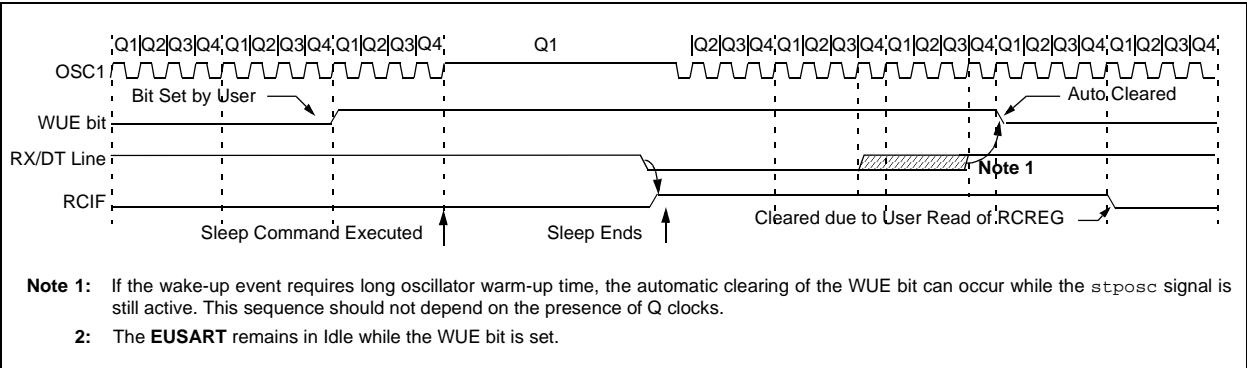 Q1|Q2|Q3|Q4 Q1|Q2|Q3|Q4 Q1|Q2|Q3|Q4 Q1 |Q2|Q3|Q4 Q1|Q2|Q3|Q4 Q1|Q2|Q3|Q4 Q1|Q2|Q3|Q4 Q1|Q2|Q3|Q4
OSC1
Bit Set by User Auto Cleared
WUE bit
RX/DT Line
Note 1
RCIF
Cleared due to User Read of RCREG
Sleep Command Executed Sleep Ends
Note 1: If the wake-up event requires long oscillator warm-up time, the automatic clearing of the WUE bit can occur while the stposc signal is
still active. This sequence should not depend on the presence of Q clocks.
2: The EUSART remains in Idle while the WUE bit is set.